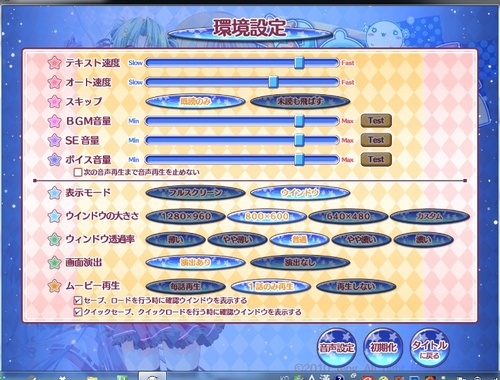 環境設定
テキスト速度 Slow Fast
オート速度 Slow Fast
スキップ 既読のみ 未読も飛ばす
BGM音量 Min Max Test
SE音量 Min Max Test
ボイス音量 Min Max Test
次の音声再生まで音声再生を止めない
表示モード フルスクリーン ウインドウ
ウインドウの大きさ 1,280×960 800×600 640×480 カスタム
ウィンドウ透過率 薄い やや薄い 普通 やや濃い 濃い
画面演出 演出あり 演出なし
ムービー再生 毎話再生 1話のみ再生 再生しない
セーブ、ロードを行う時に確認ウインドウを表示する
クイックセーブ、クイックロードを行う時に確認ウインドウを表示する
音声設定 初期化 タイトルに戻る